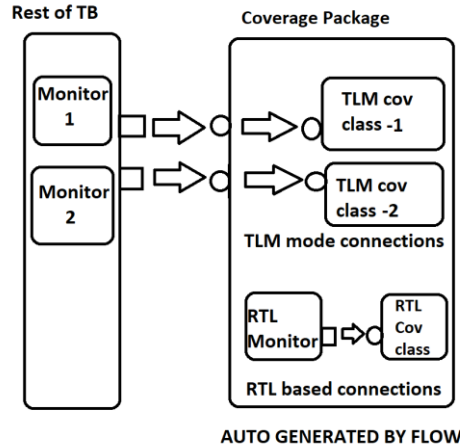 Rest of TB
Coverage Package
Monitor
1
TLM cov
class -1
Monitor
2
TLM cov
class -2
TLM mode connections
RTL
Monitor
RTL
Cov
class
RTL based connections
AUTO GENERATED BY FLOW